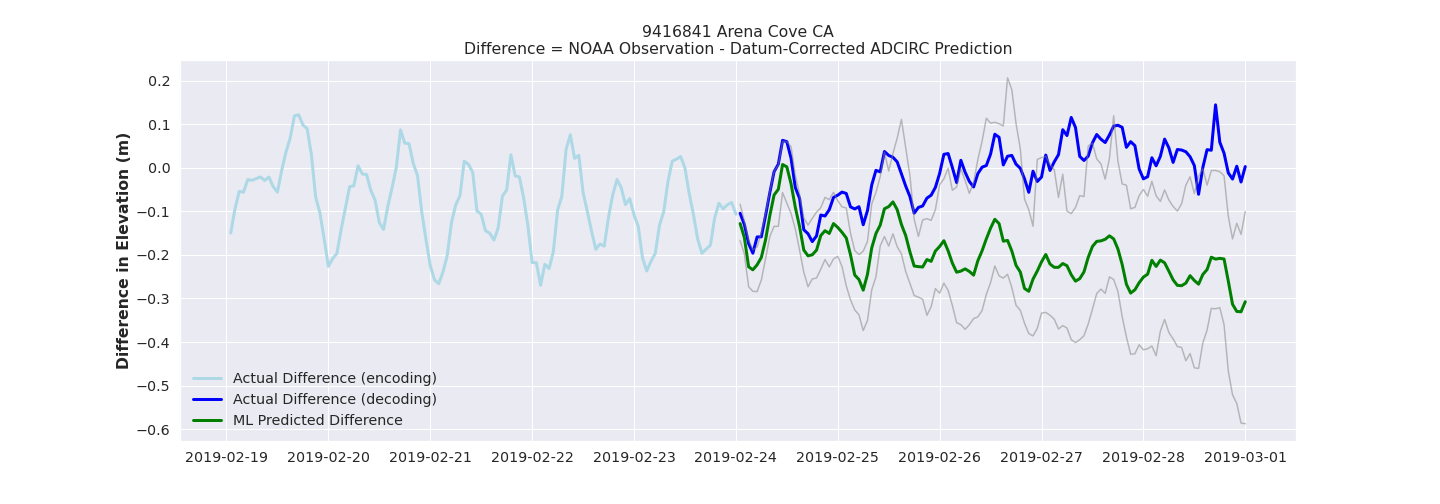 9416841 Arena Cove CA
Difference = NOAA Observation - Datum-Corrected ADCIRC Prediction
Difference in Elevation (m)
0.2
0.1
0.0
−0.1
−0.2
−0.3
−0.4
−0.5
−0.6
Actual Difference (encoding)
Actual Difference (decoding)
ML Predicted Difference
2019-02-19 2019-02-20 2019-02-21 2019-02-22 2019-02-23 2019-02-24 2019-02-25 2019-02-26 2019-02-27 2019-02-28 2019-03-01